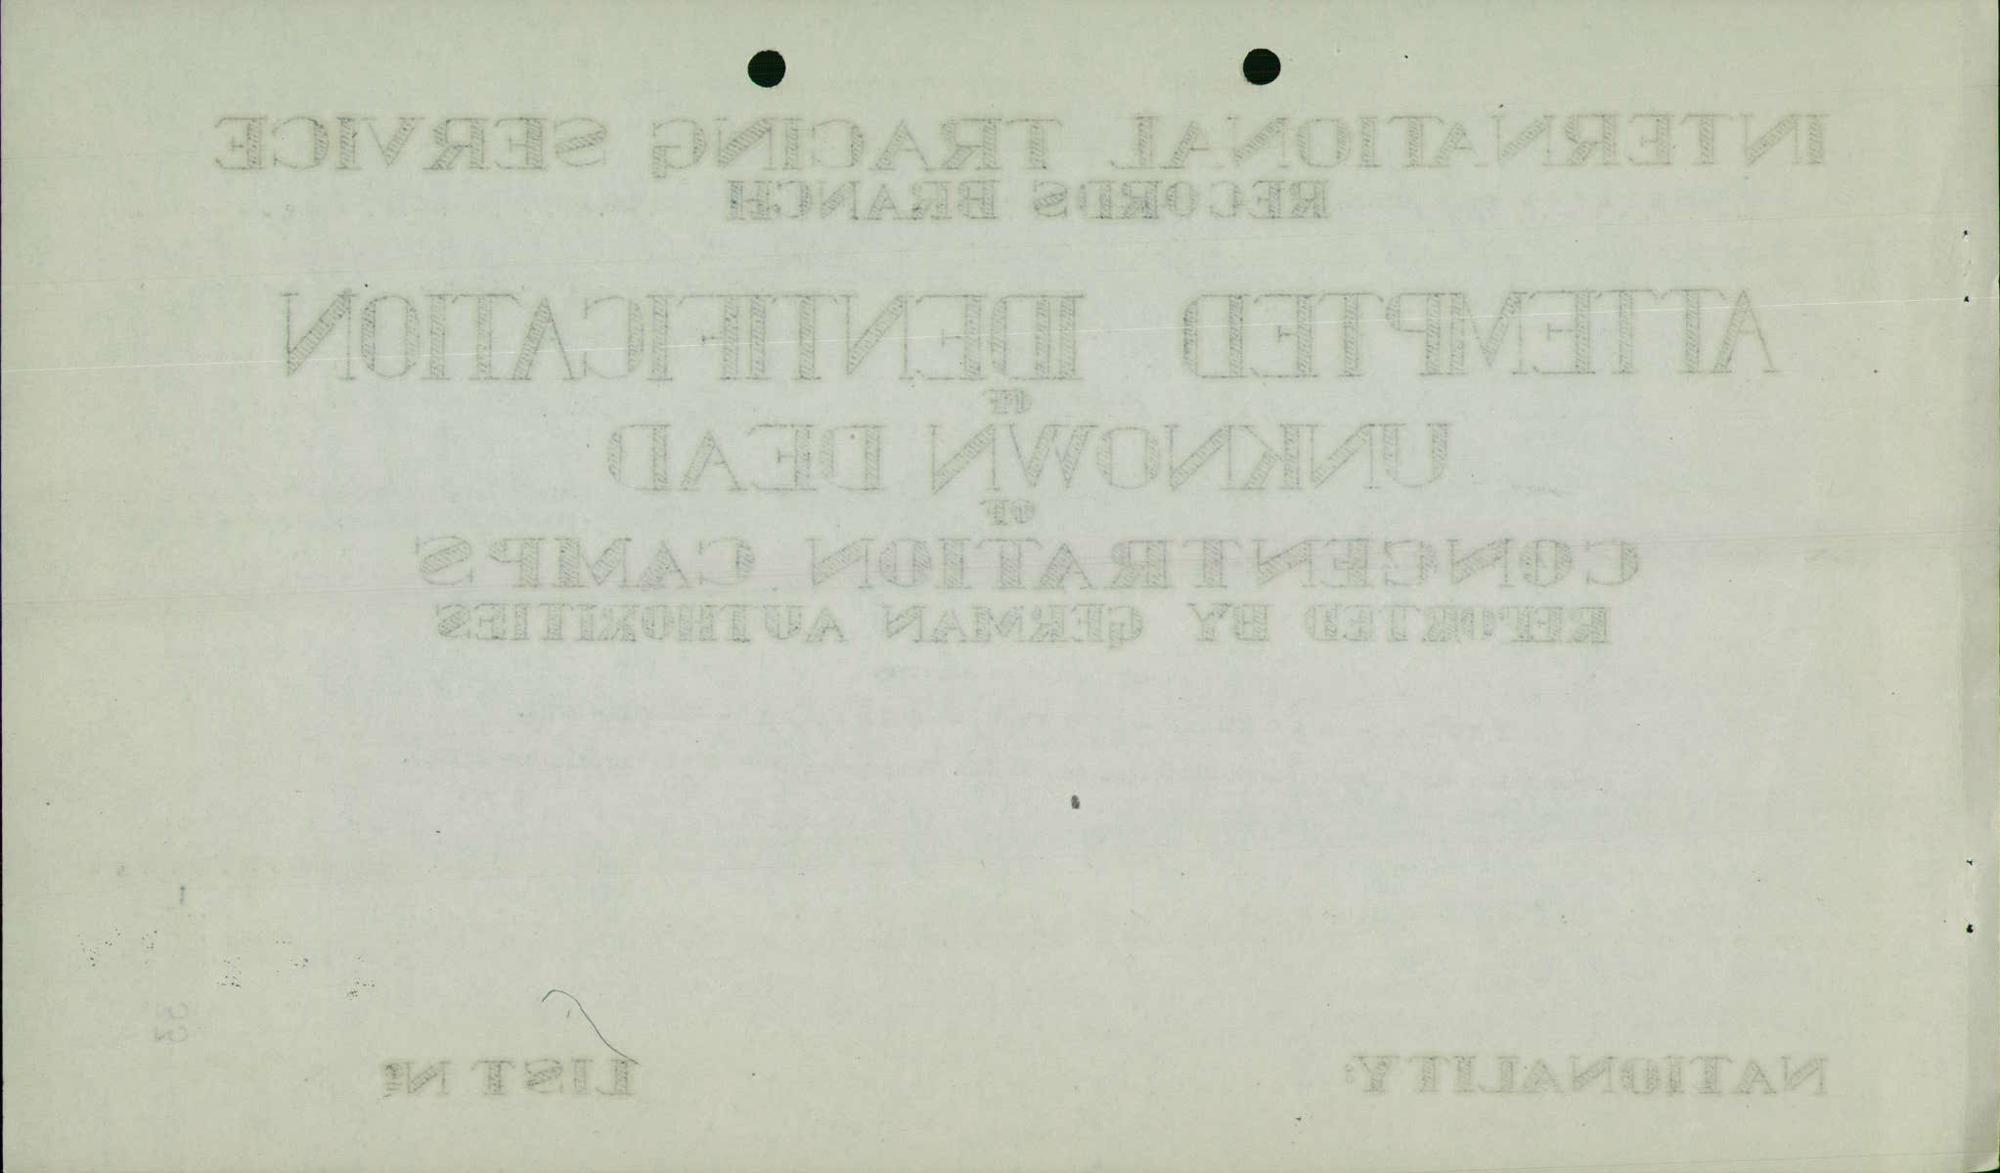 INTERNATIONAL TRACING SERVICE
RECORDS BRANCH
ATTEMPTED IDENTIFICATION
OF
UNKNOWN DEAD
OF
CONCENTRATION CAMPS
REPORTED BY GERMAN AUTHORITIES
NATIONALITY: LIST Nº